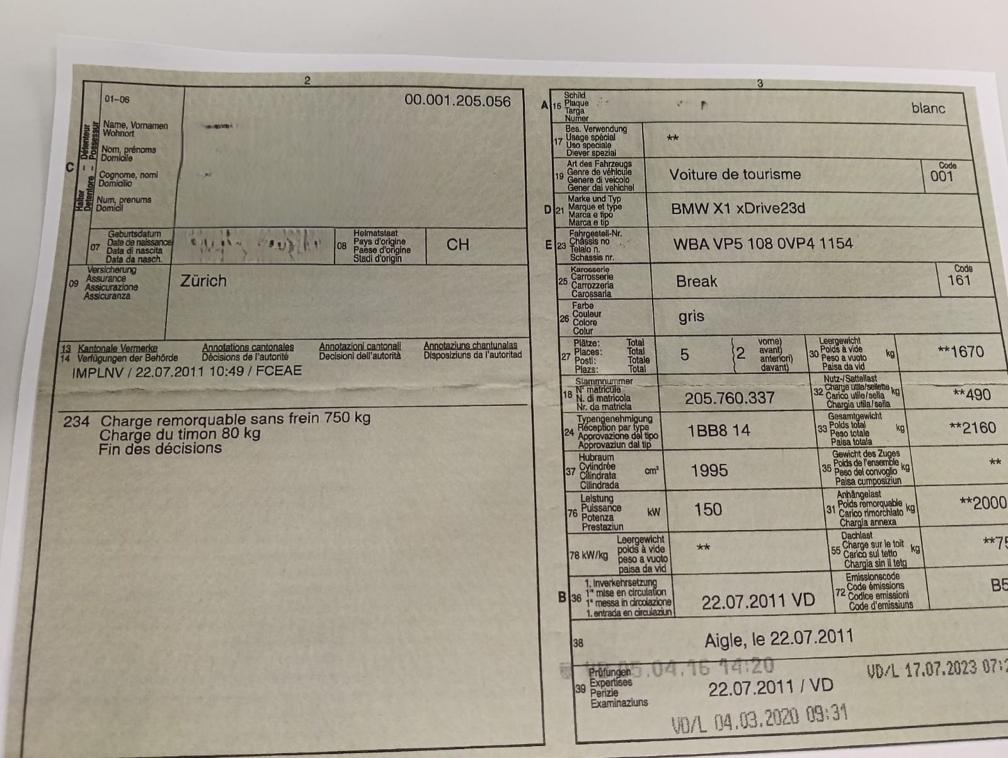 2
01-06
00.001.205.056
C
Halter – Détenteur
Detentore – Possessur
Name, Vornamen
Wohnort
Nom, prénoms
Domicile
Cognome, nomi
Domicilio
Num, prenums
Domicil
07
Geburtsdatum
Date de naissance
Data di nascita
Data da nasch.
08
Heimatstaat
Pays d'origine
Paese d'origine
Stadi d'origin
CH
09
Versicherung
Assurance
Assicurazione
Assicuranza
Zürich
13 Kantonale Vermerke Annotations cantonales Annotazioni cantonali Annotaziuns chantunalas
14 Verfügungen der Behörde Décisions de l'autorité Decisioni dell'autorità Disposiziuns da l'autoritad
IMPLNV / 22.07.2011 10:49 / FCEAE
234 Charge remorquable sans frein 750 kg
Charge du timon 80 kg
Fin des décisions
3
A 16
Schild
Plaque
Targa
Numer
blanc
17
Bes. Verwendung
Usage spécial
Uso speciale
Diever spezial
**
19
Art des Fahrzeugs
Genre de véhicule
Genere di veicolo
Gener dal vehichel
Voiture de tourisme
Code
001
D 21
Marke und Typ
Marque et type
Marca e tipo
Marca e tip
BMW X1 xDrive23d
E 23
Fahrgestell-Nr.
Châssis no
Telaio n.
Schassis nr.
WBA VP5 108 0VP4 1154
25
Karosserie
Carrosserie
Carrozzeria
Carossaria
Break
Code
161
26
Farbe
Couleur
Colore
Colur
gris
27
Plätze: Total
Places: Total
Posti: Totale
Plazs: Total
5
(2
vorne)
avant)
anteriori)
davant)
30
Leergewicht
Poids à vide
Peso a vuoto
Paisa da vid
kg
**1670
18
Stammnummer
N° matricule
N. di matricola
Nr. da matricla
205.760.337
32
Nutz-/Sattellast
Charge utile/sellette
Carico utile/sella
Chargia utila/sella
kg
**490
24
Typengenehmigung
Réception par type
Approvazione del tipo
Approvaziun dal tip
1BB8 14
33
Gesamtgewicht
Poids total
Peso totale
Paisa totala
kg
**2160
37
Hubraum
Cylindrée
Cilindrata
Cilindrada
cm³
1995
35
Gewicht des Zuges
Poids de l'ensemble
Peso del convoglio
Paisa cumposiziun
kg
**
76
Leistung
Puissance
Potenza
Prestaziun
kW
150
31
Anhängelast
Poids remorquable
Carico rimorchiato
Chargia annexa
kg
**2000
78 kW/kg
Leergewicht
poids à vide
peso a vuoto
paisa da vid
**
55
Dachlast
Charge sur le toit
Carico sul tetto
Chargia sin il tetg
kg
**75
B 36
1. Inverkehrsetzung
1re mise en circulation
1a messa in circolazione
1. entrada en circulaziun
22.07.2011 VD
72
Emissionscode
Code émissions
Codice emissioni
Code d'emissiuns
B5
38
Aigle, le 22.07.2011
05.04.16 14:20
VD/L 17.07.2023 07:2
39
Prüfungen
Expertises
Perizie
Examinaziuns
22.07.2011 / VD
VD/L 04.03.2020 09:31